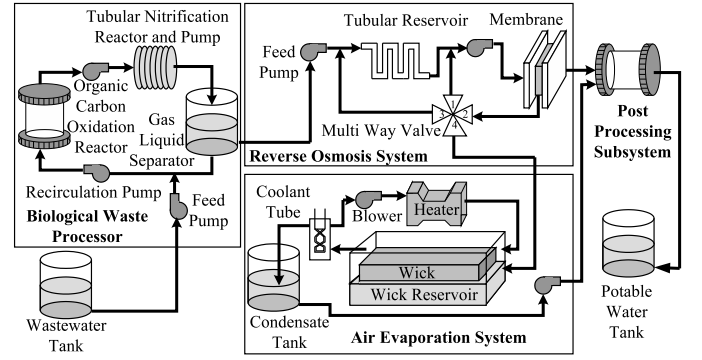 Tubular Nitrification
Reactor and Pump
Organic
Carbon
Oxidation
Reactor
Gas
Liquid
Separator
Recirculation Pump
Biological Waste
Processor
Feed
Pump
Wastewater
Tank
Tubular Reservoir
Membrane
Feed
Pump
1
3 2
4
Multi Way Valve
Reverse Osmosis System
Post
Processing
Subsystem
Coolant
Tube
Blower
Heater
Wick
Wick Reservoir
Condensate
Tank
Air Evaporation System
Potable
Water
Tank